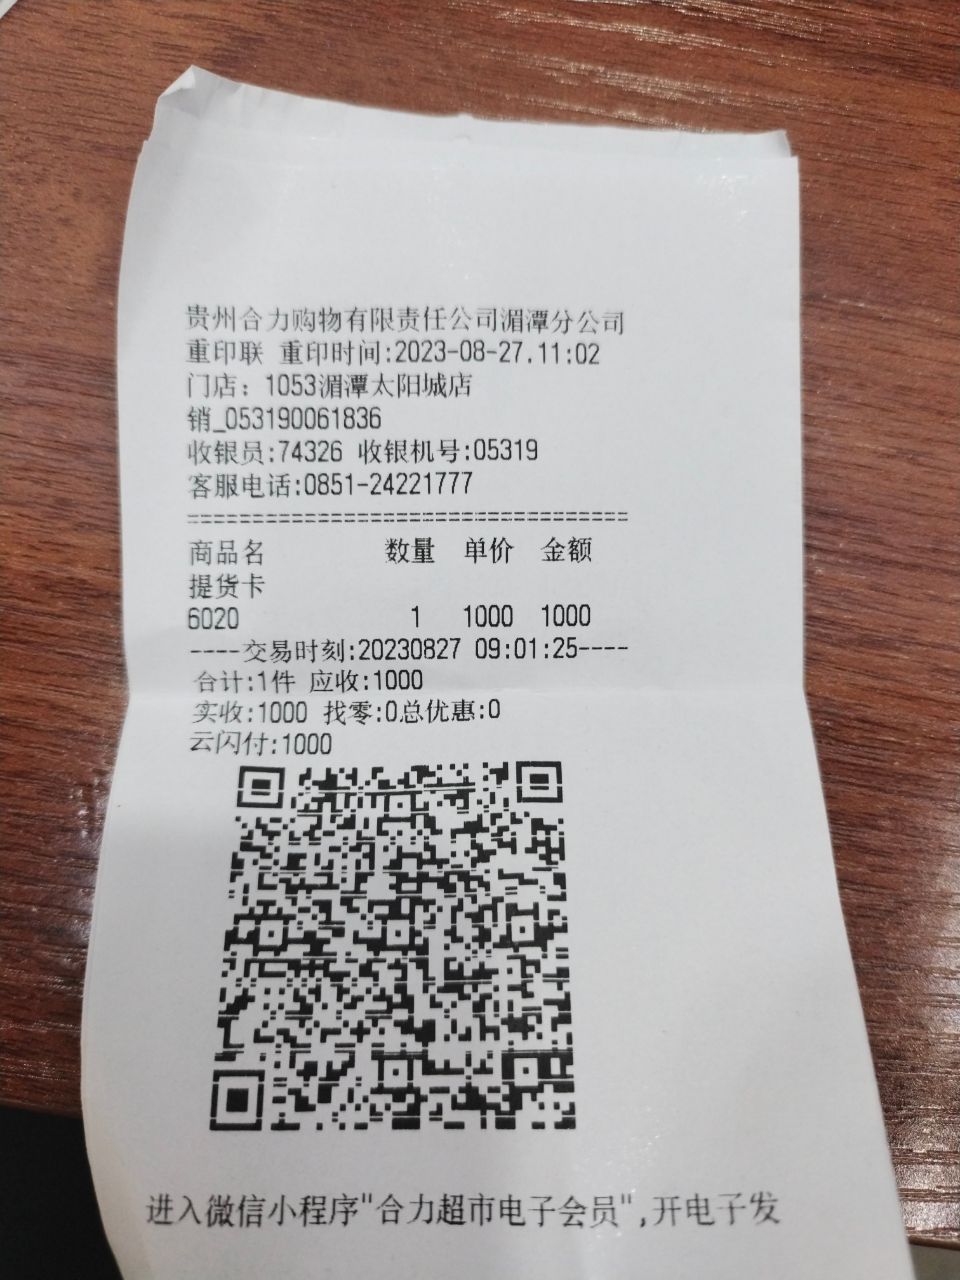 贵州合力购物有限责任公司湄潭分公司
重印联 重印时间:2023-08-27.11:02
门店：1053湄潭太阳城店
销_053190061836
收银员:74326 收银机号:05319
客服电话:0851-24221777
==================================
商品名 数量 单价 金额
提货卡
6020 1 1000 1000
----交易时刻:20230827 09:01:25----
合计:1件 应收:1000
实收:1000 找零:0总优惠:0
云闪付:1000
进入微信小程序"合力超市电子会员",开电子发